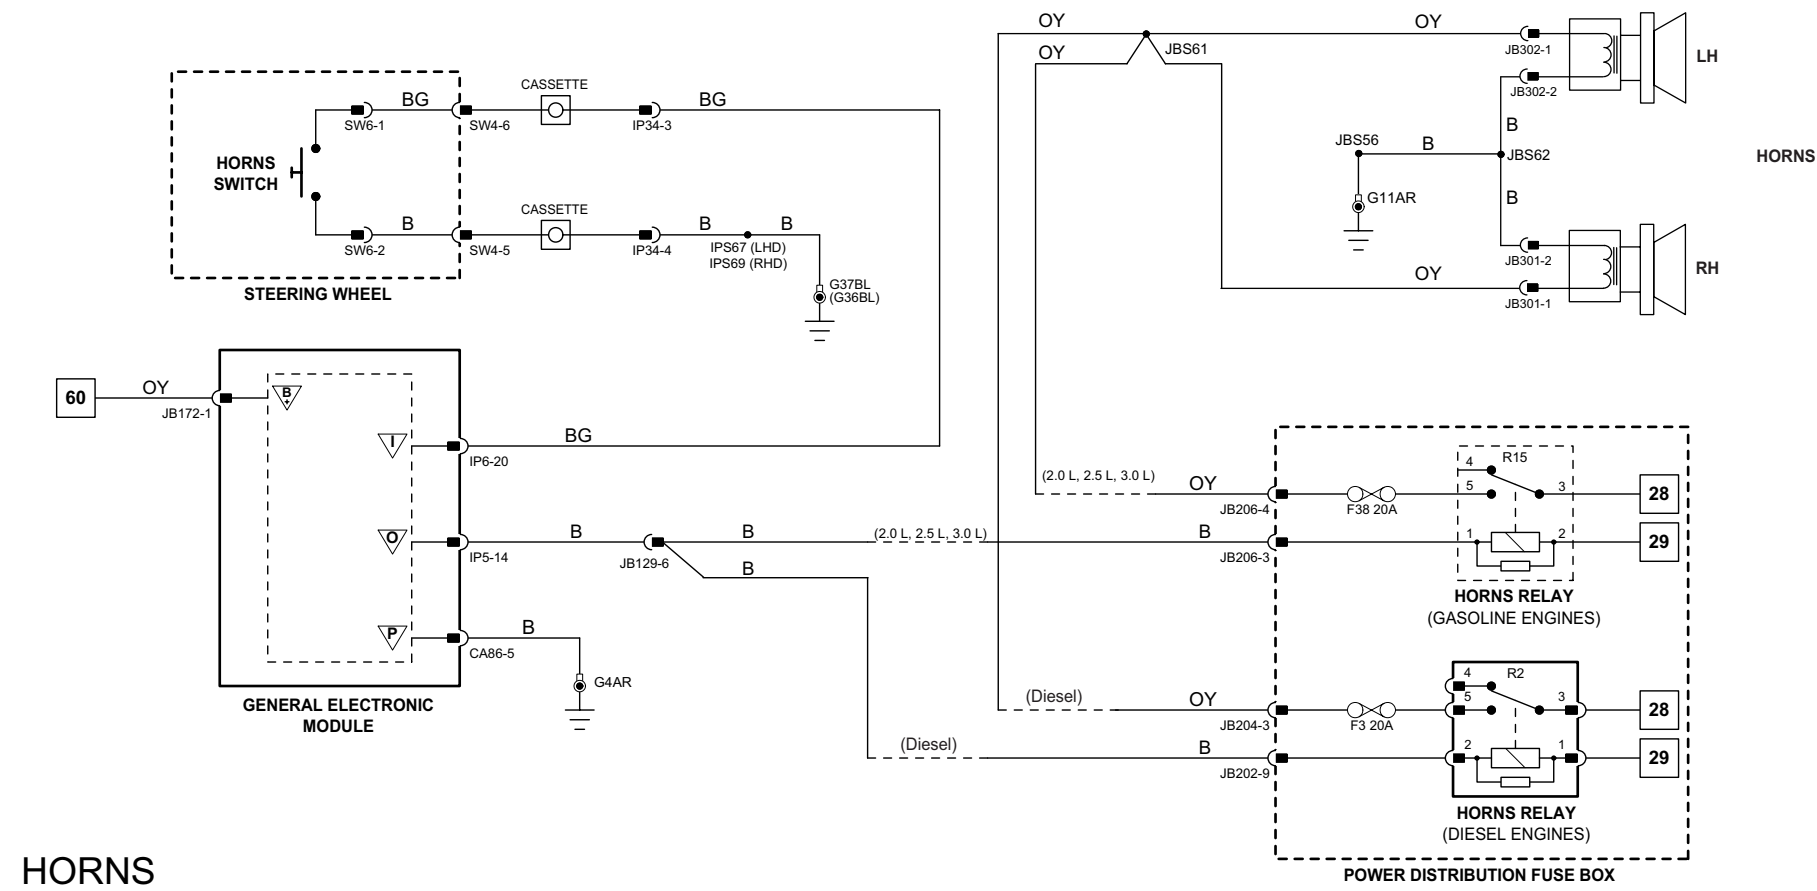 OY
OY
OY
JBS61
JB302-1
LH
JB302-2
CASSETTE
BG
BG
SW6-1
SW4-6
IP34-3
HORNS
SWITCH
B
JBS56
B
JBS62
HORNS
B
G11AR
CASSETTE
B
B
B
SW6-2
SW4-5
IP34-4
IPS67 (LHD)
IPS69 (RHD)
JB301-2
RH
OY
JB301-1
STEERING WHEEL
G37BL
(G36BL)
60
OY
JB172-1
B
+
I
BG
IP6-20
(2.0 L, 2.5 L, 3.0 L)
OY
JB206-4
F38 20A
4
R15
5
3
28
O
B
IP5-14
JB129-6
B
(2.0 L, 2.5 L, 3.0 L)
B
JB206-3
1
2
29
B
HORNS RELAY
(GASOLINE ENGINES)
P
B
CA86-5
G4AR
GENERAL ELECTRONIC
MODULE
(Diesel)
OY
JB204-3
F3 20A
4
R2
5
3
28
(Diesel)
B
JB202-9
2
1
29
HORNS RELAY
(DIESEL ENGINES)
HORNS
POWER DISTRIBUTION FUSE BOX